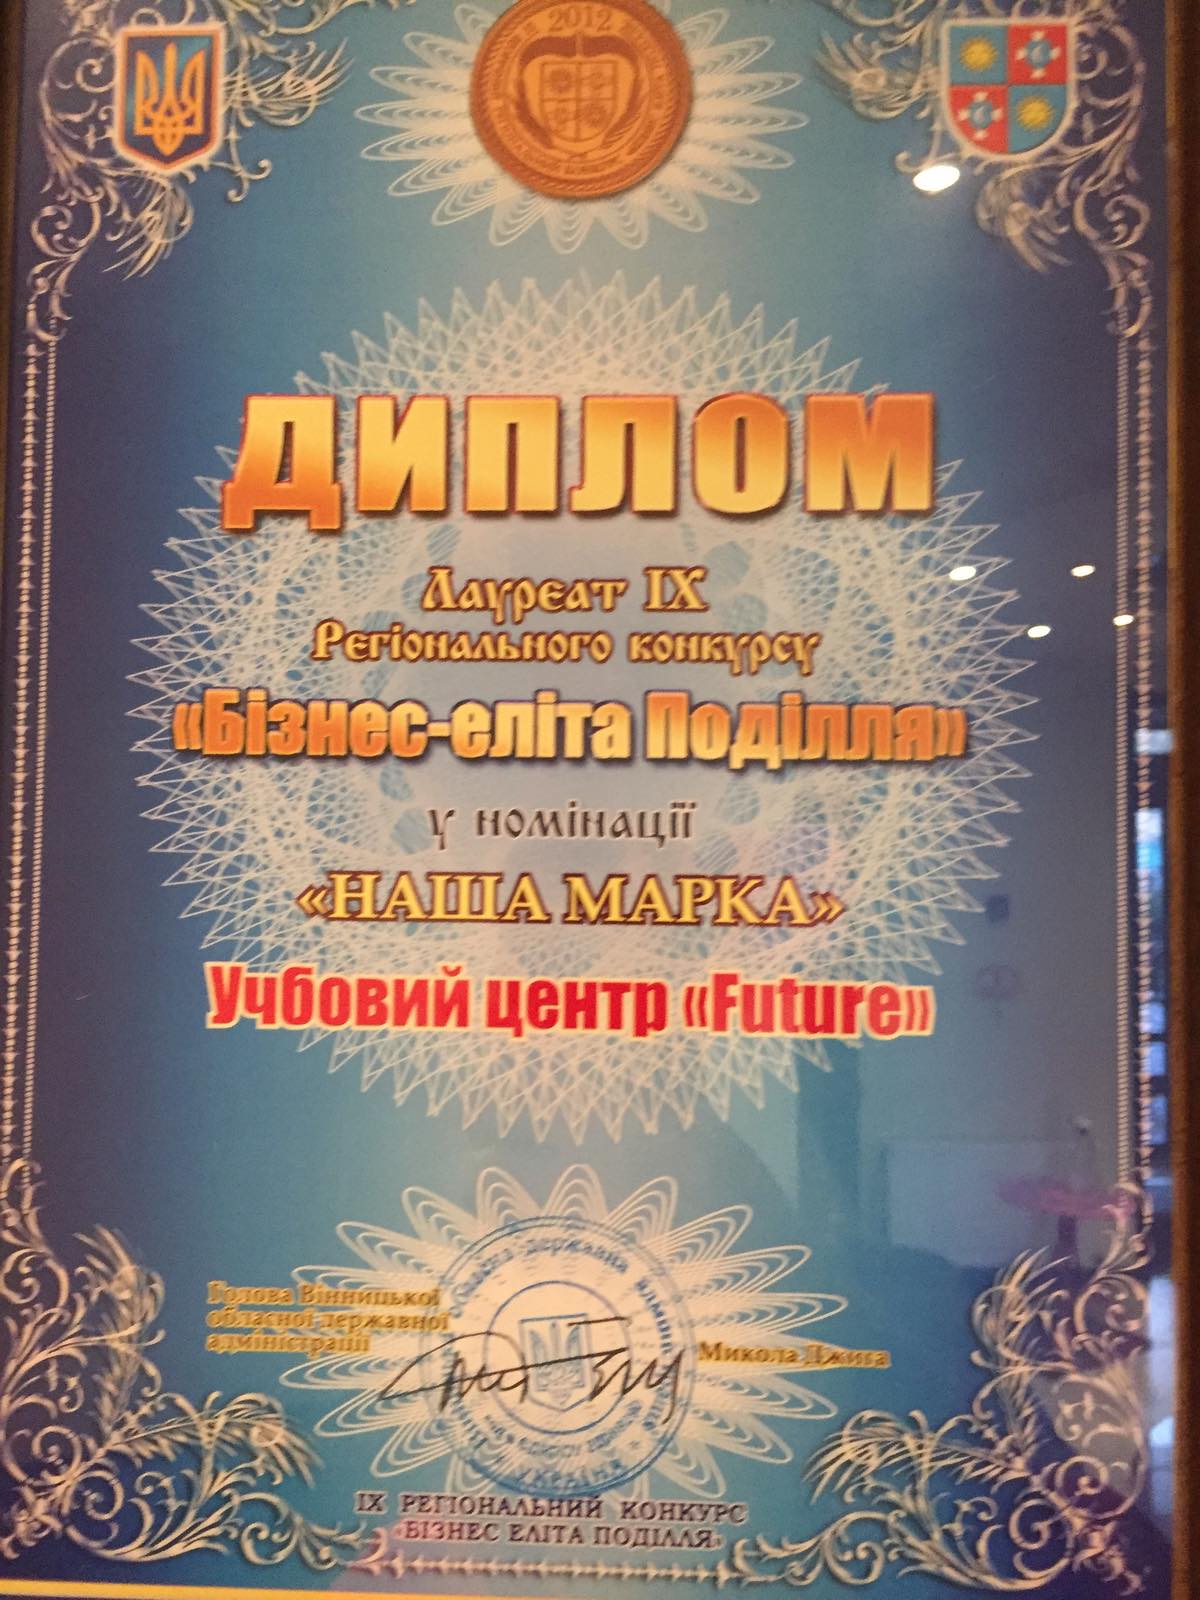 2012
ДИПЛОМ
Лауреат IX
Регіонального конкурсу
«Бізнес-еліта Поділля»
у номінації
«НАША МАРКА»
Учбовий центр «Future»
Голова Вінницької
обласної державної
адміністрації
Микола Джига
УКРАЇНА
IX РЕГІОНАЛЬНИЙ КОНКУРС
«БІЗНЕС ЕЛІТА ПОДІЛЛЯ»